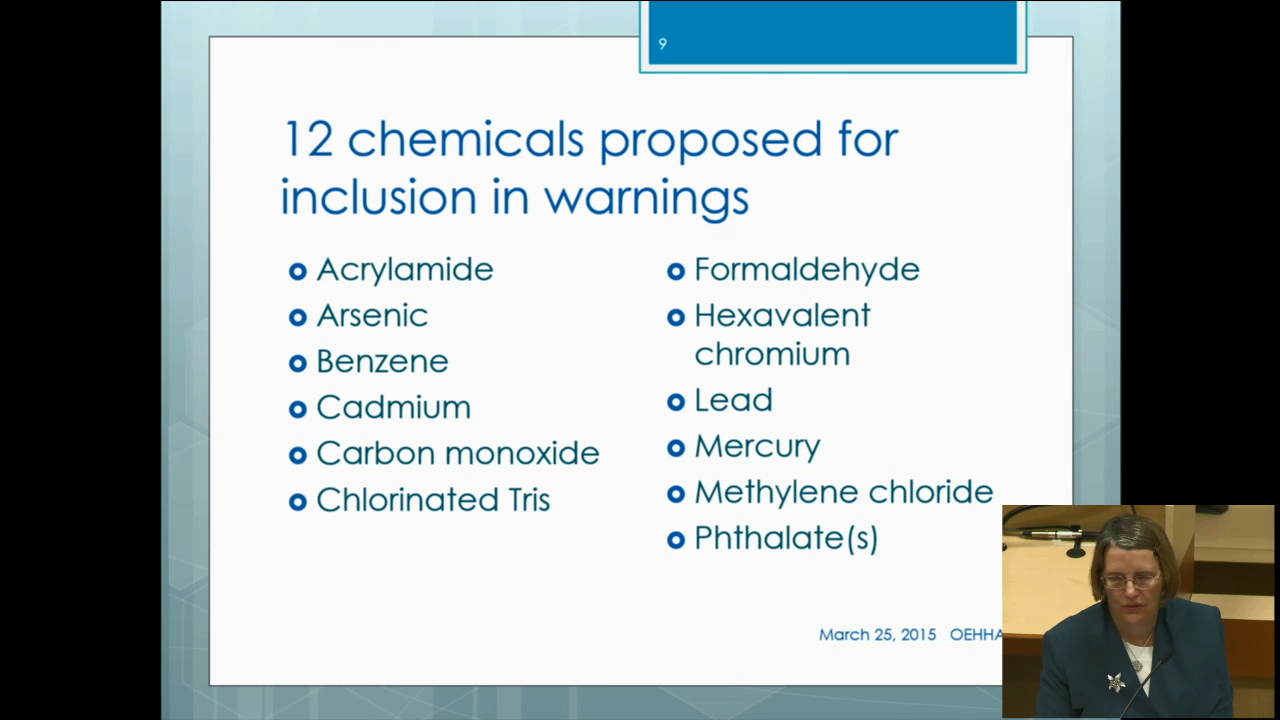 9
12 chemicals proposed for
inclusion in warnings
Acrylamide
Arsenic
Benzene
Cadmium
Carbon monoxide
Chlorinated Tris
Formaldehyde
Hexavalent
chromium
Lead
Mercury
Methylene chloride
Phthalate(s)
March 25, 2015 OEHHA